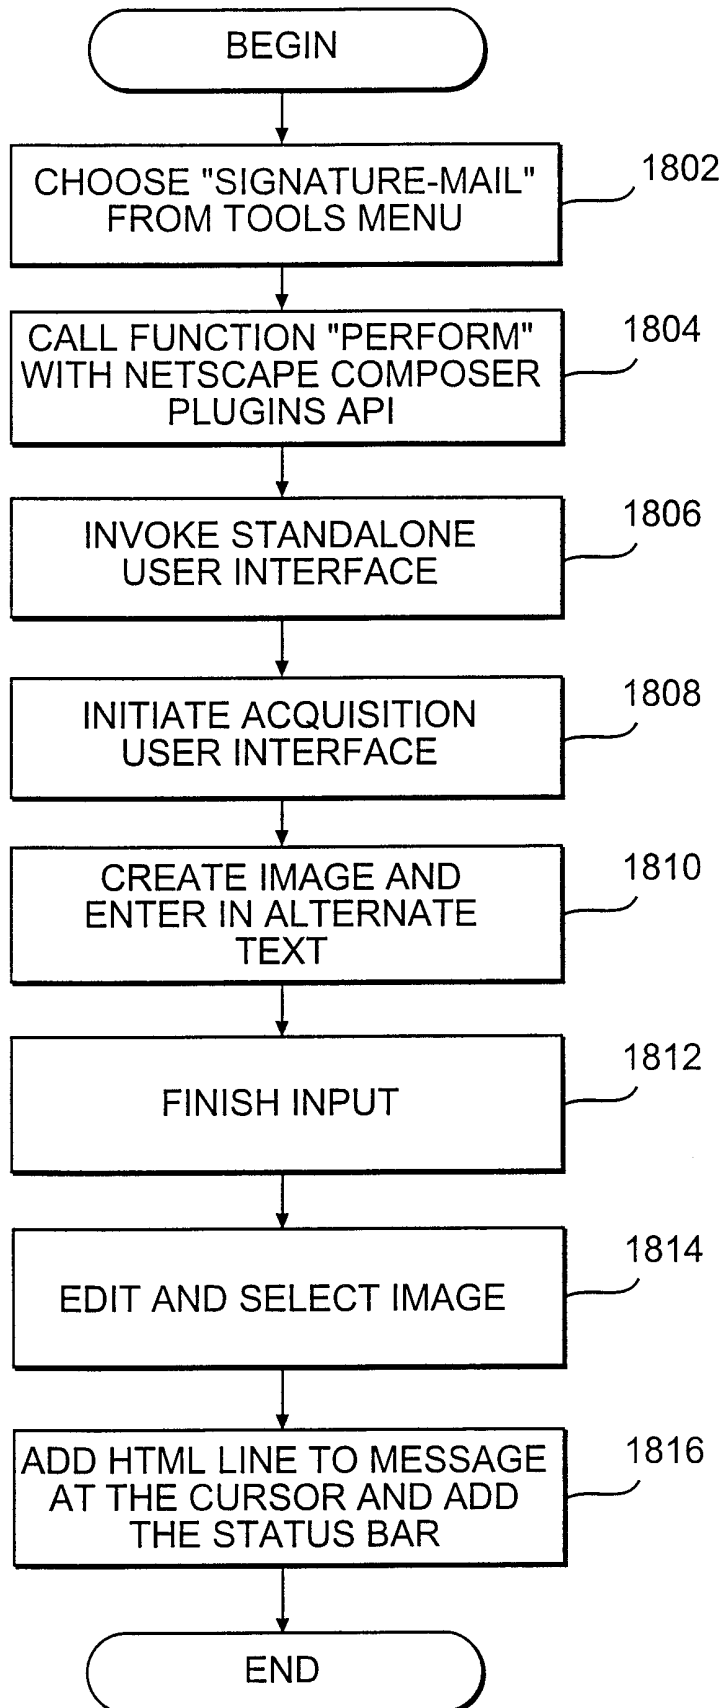 BEGIN
CHOOSE "SIGNATURE-MAIL"
FROM TOOLS MENU
1802
CALL FUNCTION "PERFORM"
WITH NETSCAPE COMPOSER
PLUGINS API
1804
INVOKE STANDALONE
USER INTERFACE
1806
INITIATE ACQUISITION
USER INTERFACE
1808
CREATE IMAGE AND
ENTER IN ALTERNATE
TEXT
1810
FINISH INPUT
1812
EDIT AND SELECT IMAGE
1814
ADD HTML LINE TO MESSAGE
AT THE CURSOR AND ADD
THE STATUS BAR
1816
END